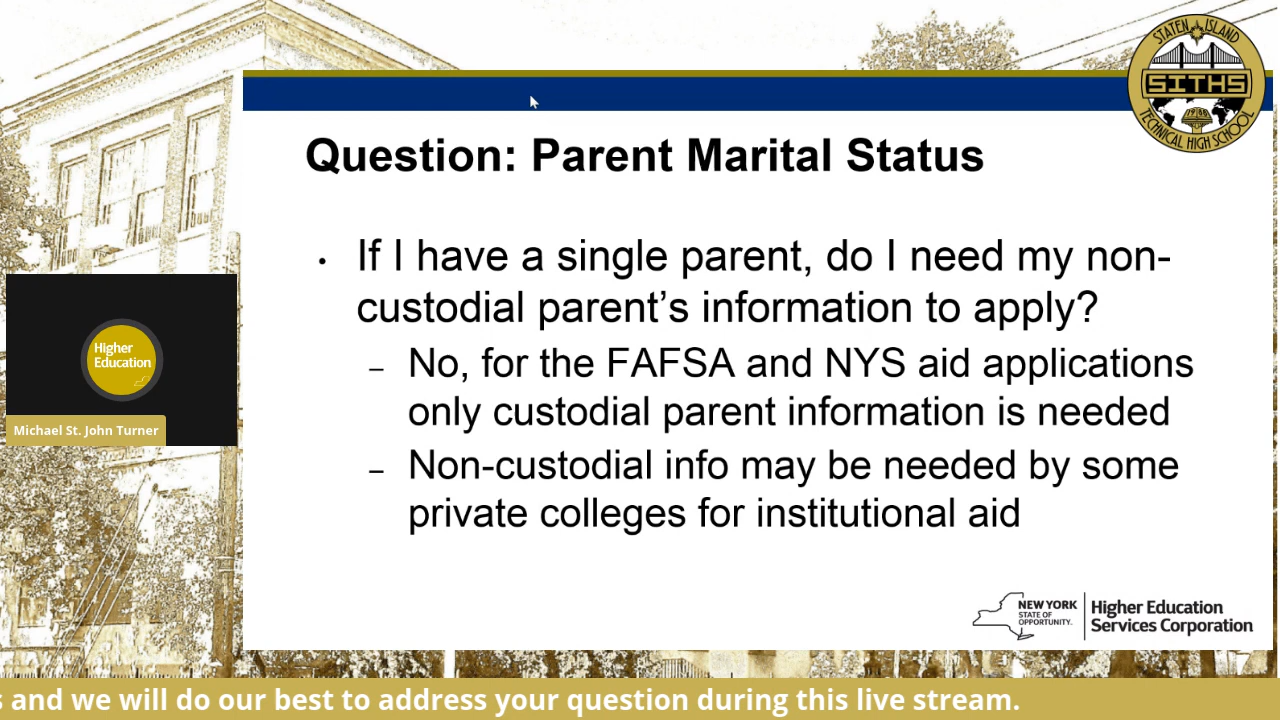 STATEN ISLAND
SITHS
TECHNICAL HIGH SCHOOL
Question: Parent Marital Status
• If I have a single parent, do I need my non-
custodial parent’s information to apply?
– No, for the FAFSA and NYS aid applications
only custodial parent information is needed
– Non-custodial info may be needed by some
private colleges for institutional aid
Higher
Education
Michael St. John Turner
NEW YORK
STATE OF
OPPORTUNITY.
Higher Education
Services Corporation
s and we will do our best to address your question during this live stream.